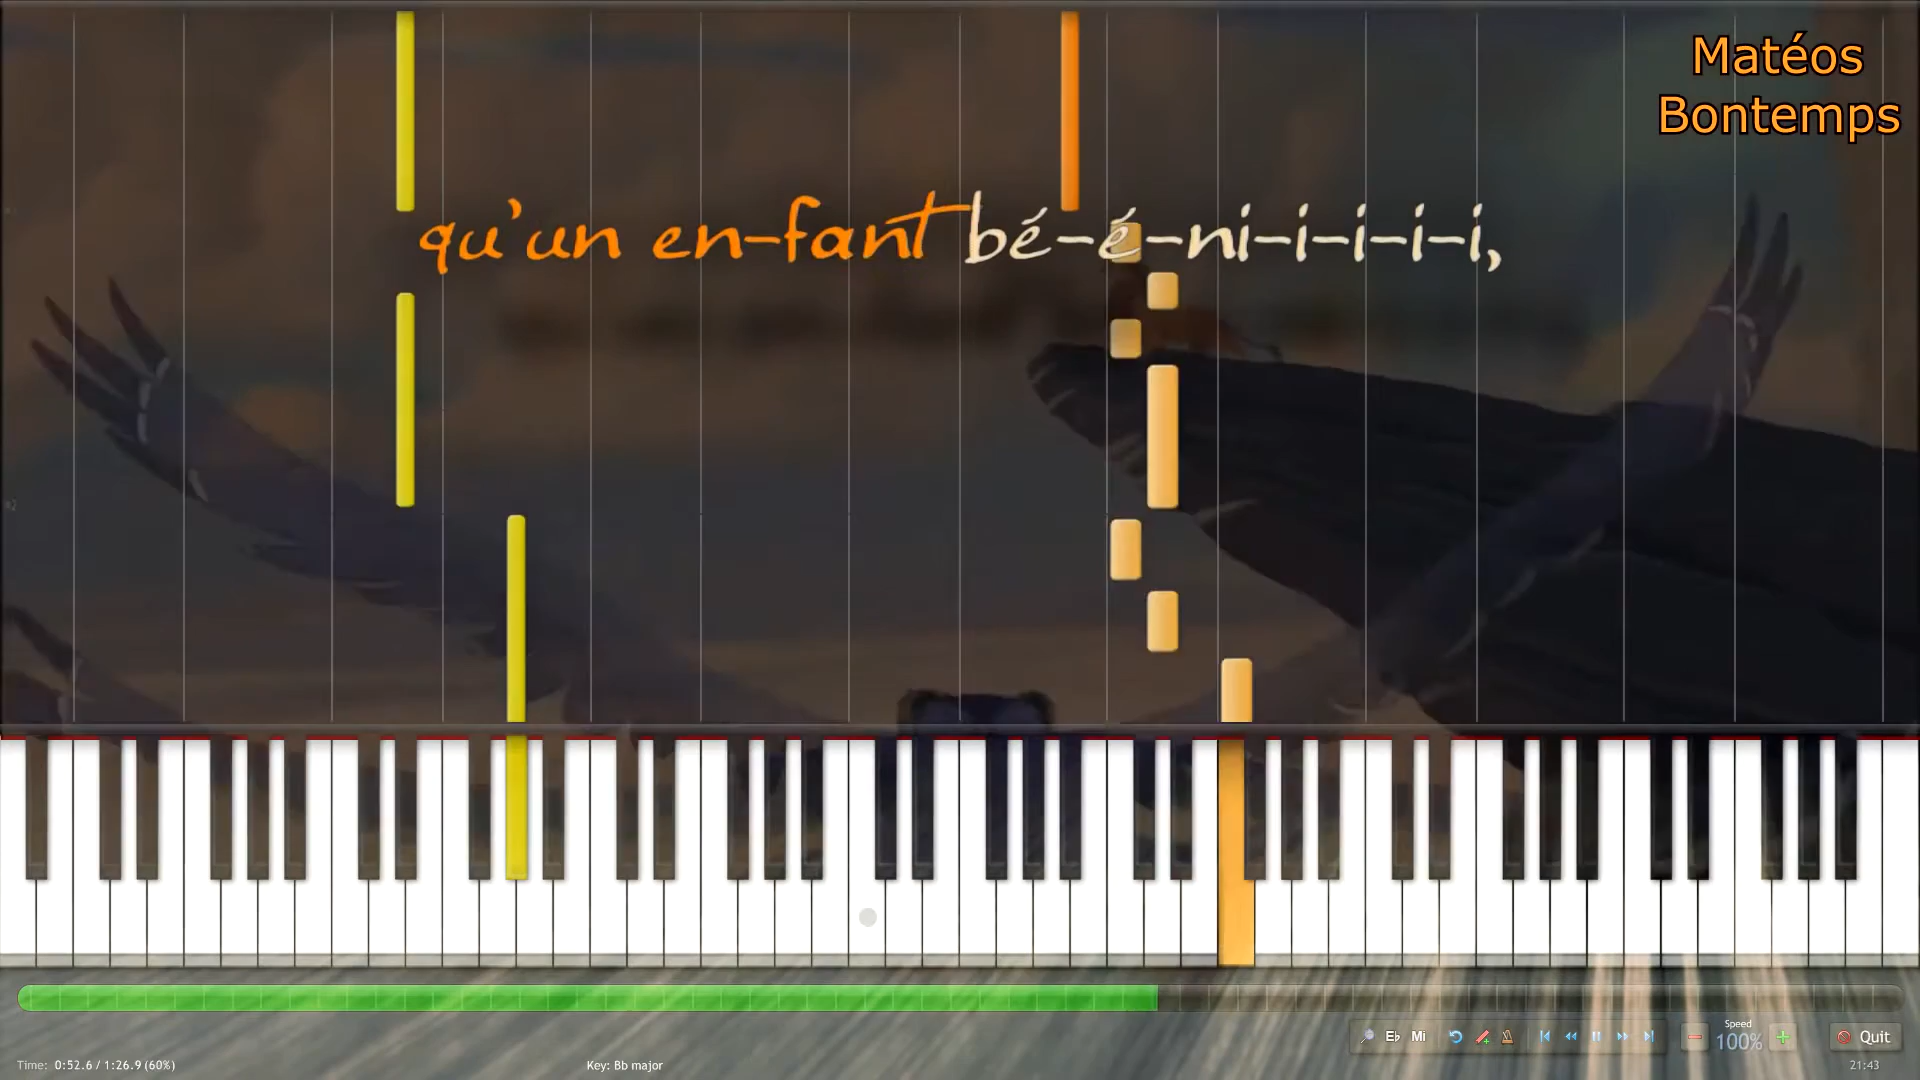 Matéos
Bontemps
qu'un en-fant bé-é-ni-i-i-i-i,
Speed
E♭ Mi
100%
Quit
Time: 0:52.6 / 1:26.9 (60%)
Key: Bb major
21:43